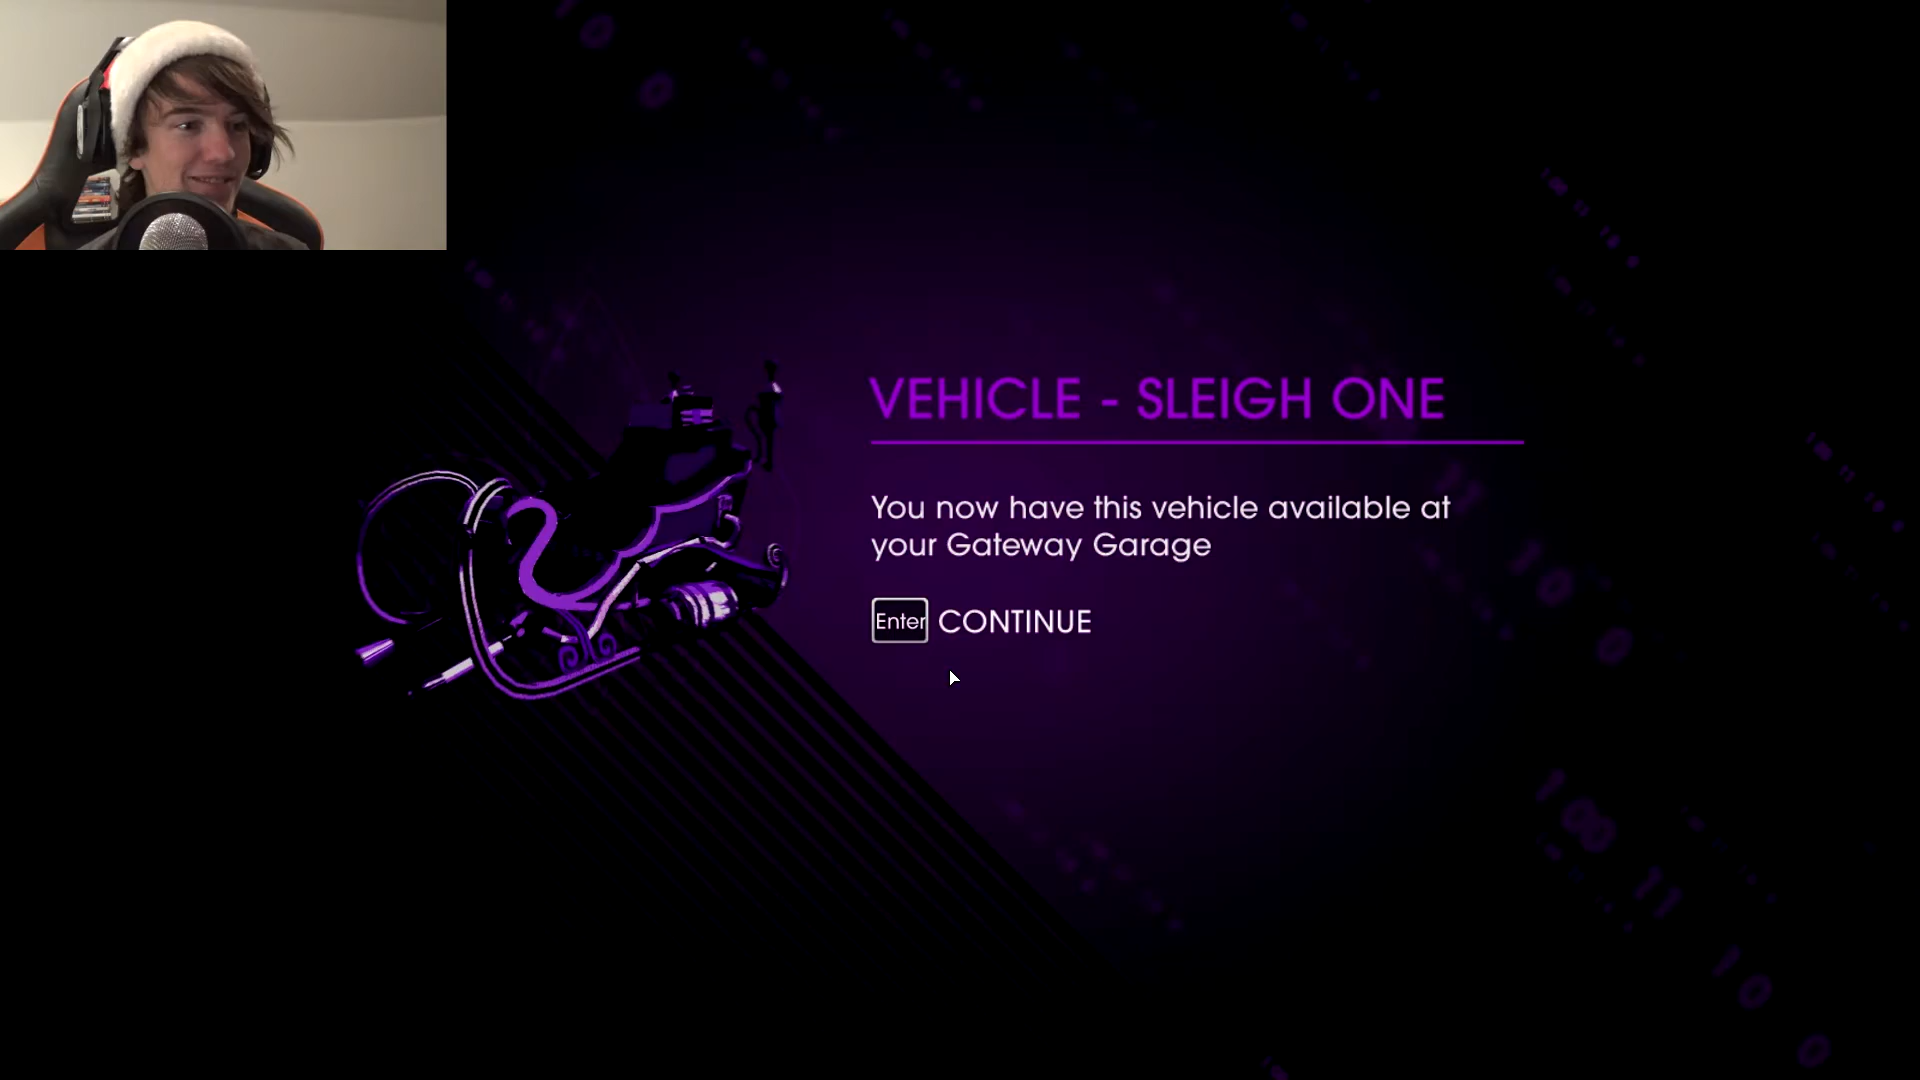 VEHICLE - SLEIGH ONE
You now have this vehicle available at
your Gateway Garage
Enter CONTINUE